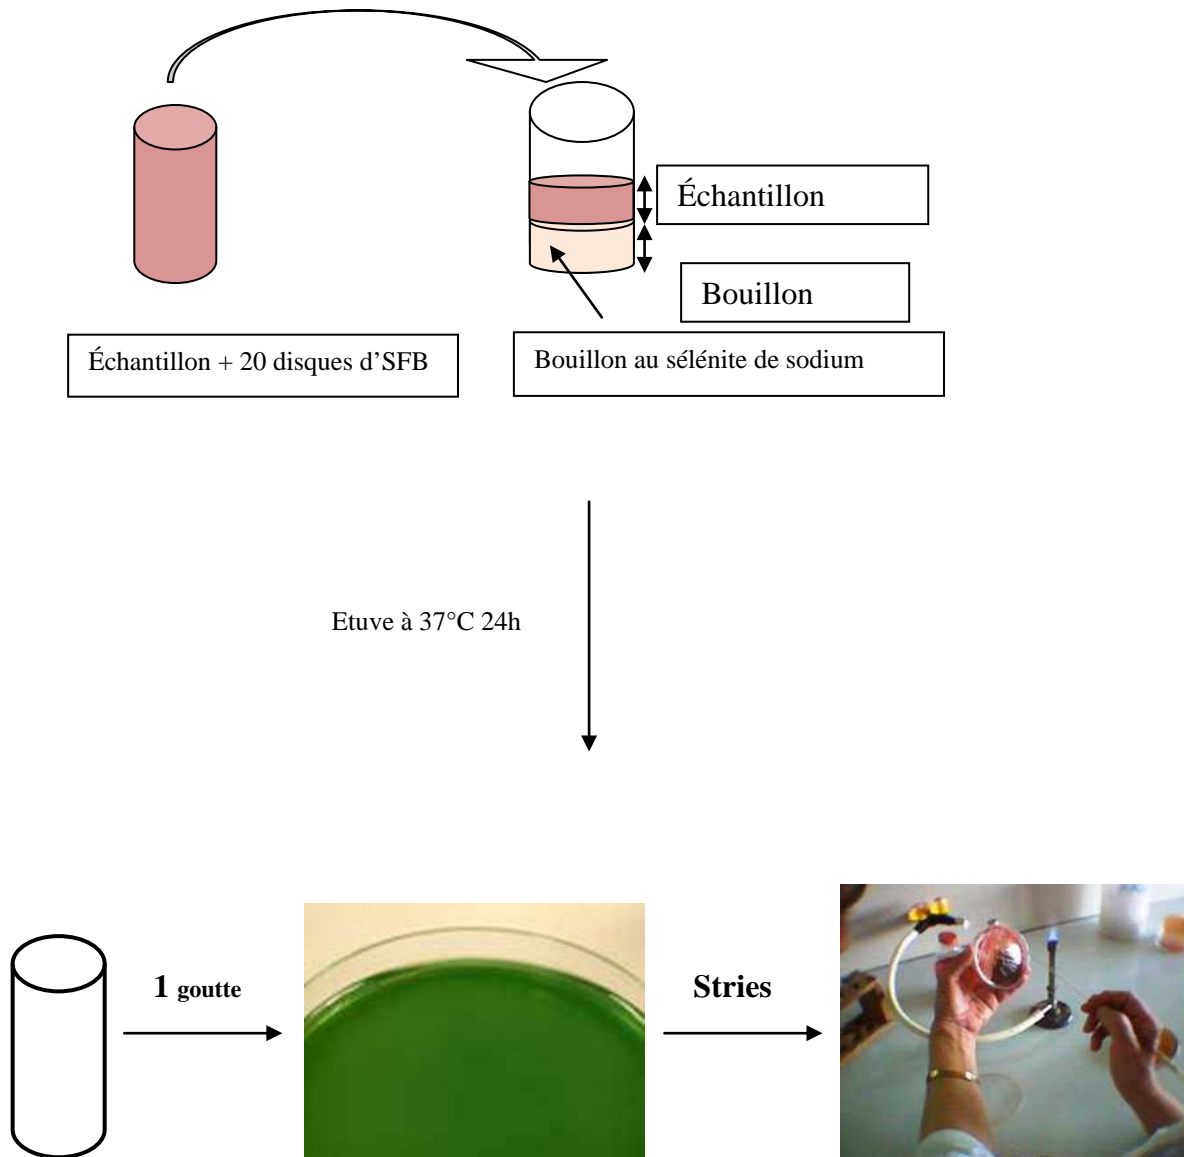 Échantillon
Bouillon
Échantillon + 20 disques d’SFB
Bouillon au sélénite de sodium
Etuve à 37°C 24h
1 goutte
Stries